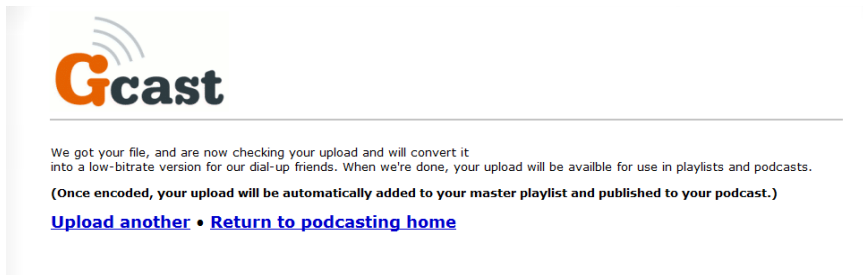 Gcast
We got your file, and are now checking your upload and will convert it
into a low-bitrate version for our dial-up friends. When we're done, your upload will be availble for use in playlists and podcasts.
(Once encoded, your upload will be automatically added to your master playlist and published to your podcast.)
Upload another • Return to podcasting home